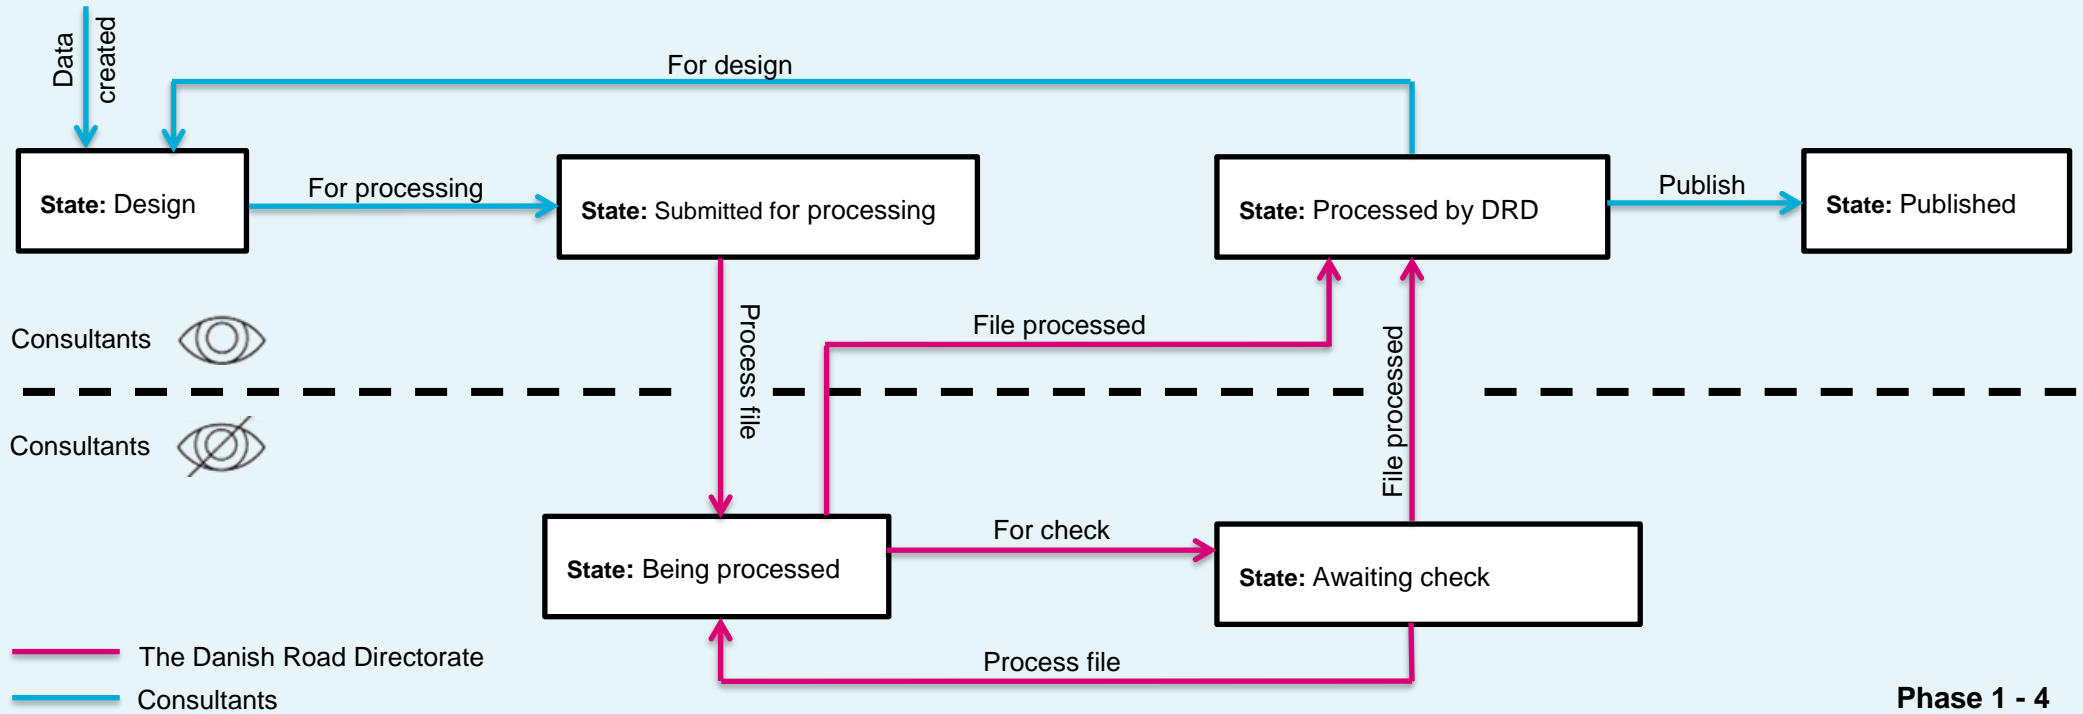 Data
created
For design
State: Design
For processing
State: Submitted for processing
State: Processed by DRD
Publish
State: Published
Consultants
Process file
File processed
File processed
Consultants
State: Being processed
For check
State: Awaiting check
Process file
The Danish Road Directorate
Consultants
Phase 1 - 4